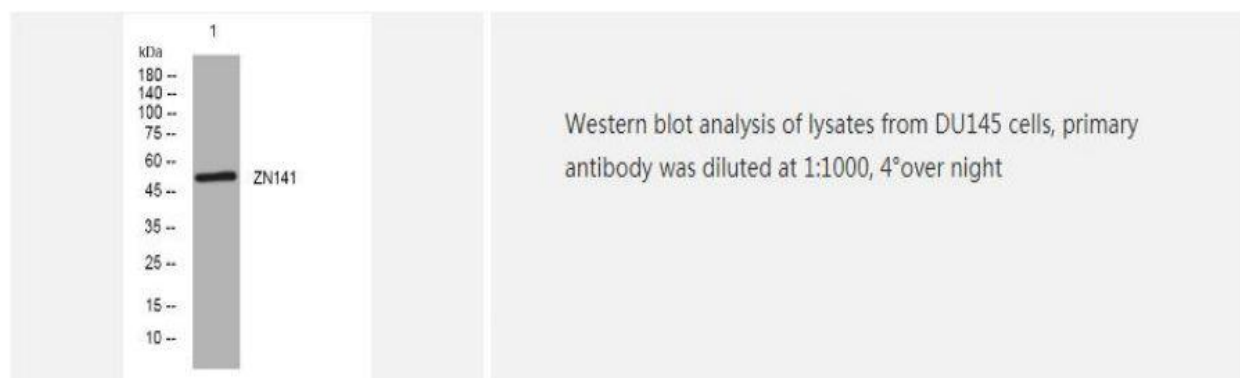 1
kDa
180 --
140 --
100 --
75 --
60 --
ZN141
45 --
35 --
25 --
15 --
10 --
Western blot analysis of lysates from DU145 cells, primary
antibody was diluted at 1:1000, 4°over night